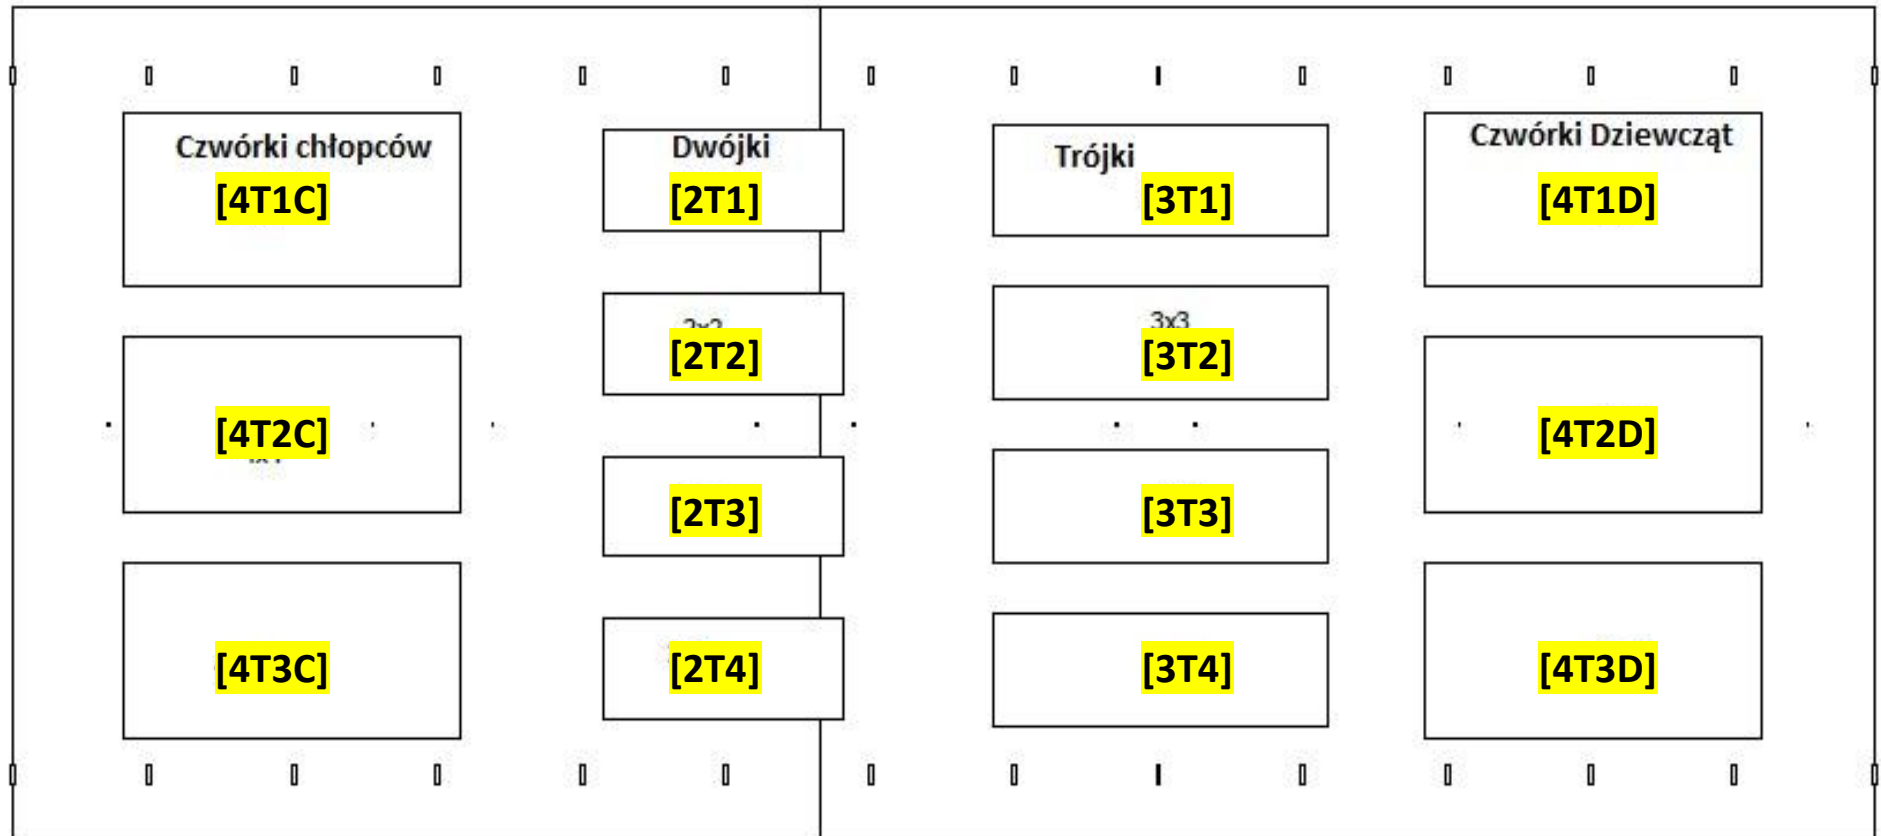 Czwórki chłopców
[4T1C]
[4T2C]
[4T3C]
Dwójki
[2T1]
2x2
[2T2]
[2T3]
[2T4]
Trójki
[3T1]
3x3
[3T2]
[3T3]
[3T4]
Czwórki Dziewcząt
[4T1D]
[4T2D]
[4T3D]